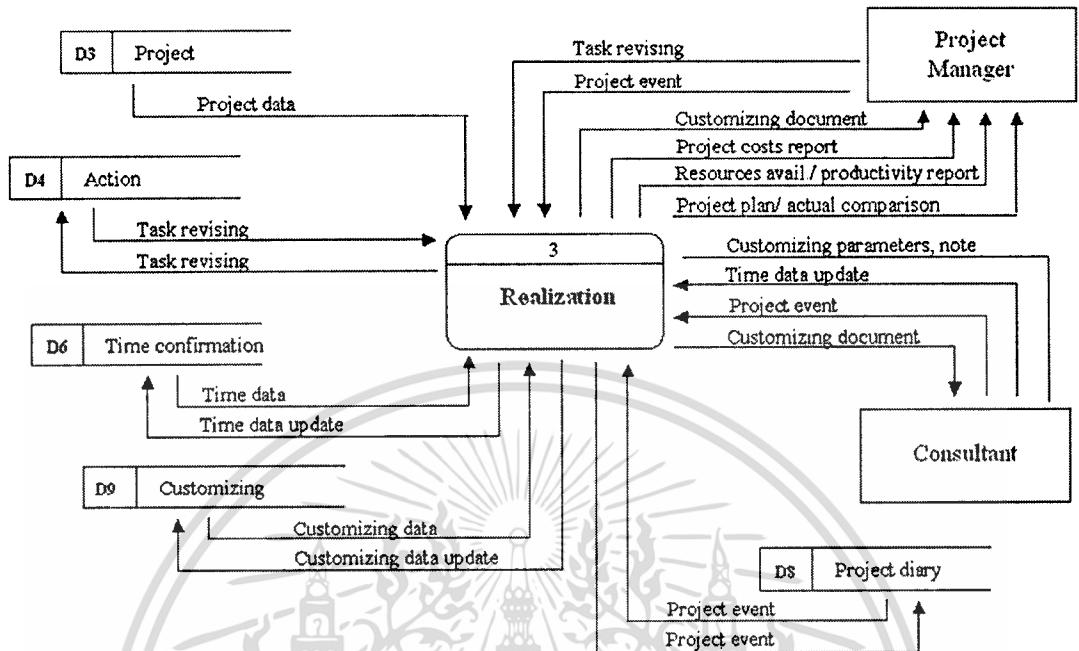 D3 Project
Project data
D4 Action
Task revising
Task revising
D6 Time confirmation
Time data
Time data update
D9 Customizing
Customizing data
Customizing data update
Task revising
Project event
Project
Manager
Customizing document
Project costs report
Resources avail./ productivity report
Project plan/ actual comparison
3
Realization
Customizing parameters, note
Time data update
Project event
Customizing document
Consultant
D8 Project diary
Project event
Project event